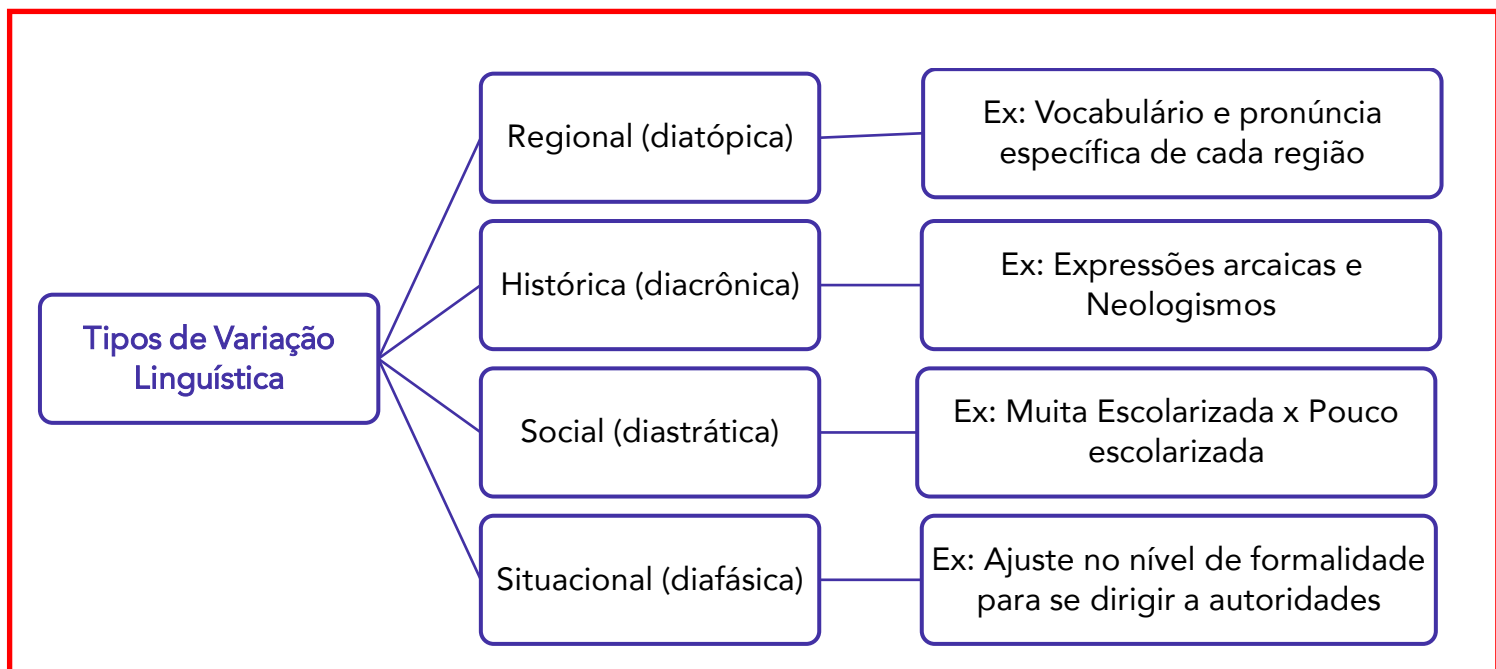 Tipos de Variação
Linguística
Regional (diatópica)
Ex: Vocabulário e pronúncia
específica de cada região
Histórica (diacrônica)
Ex: Expressões arcaicas e
Neologismos
Social (diastrática)
Ex: Muita Escolarizada x Pouco
escolarizada
Situacional (diafásica)
Ex: Ajuste no nível de formalidade
para se dirigir a autoridades